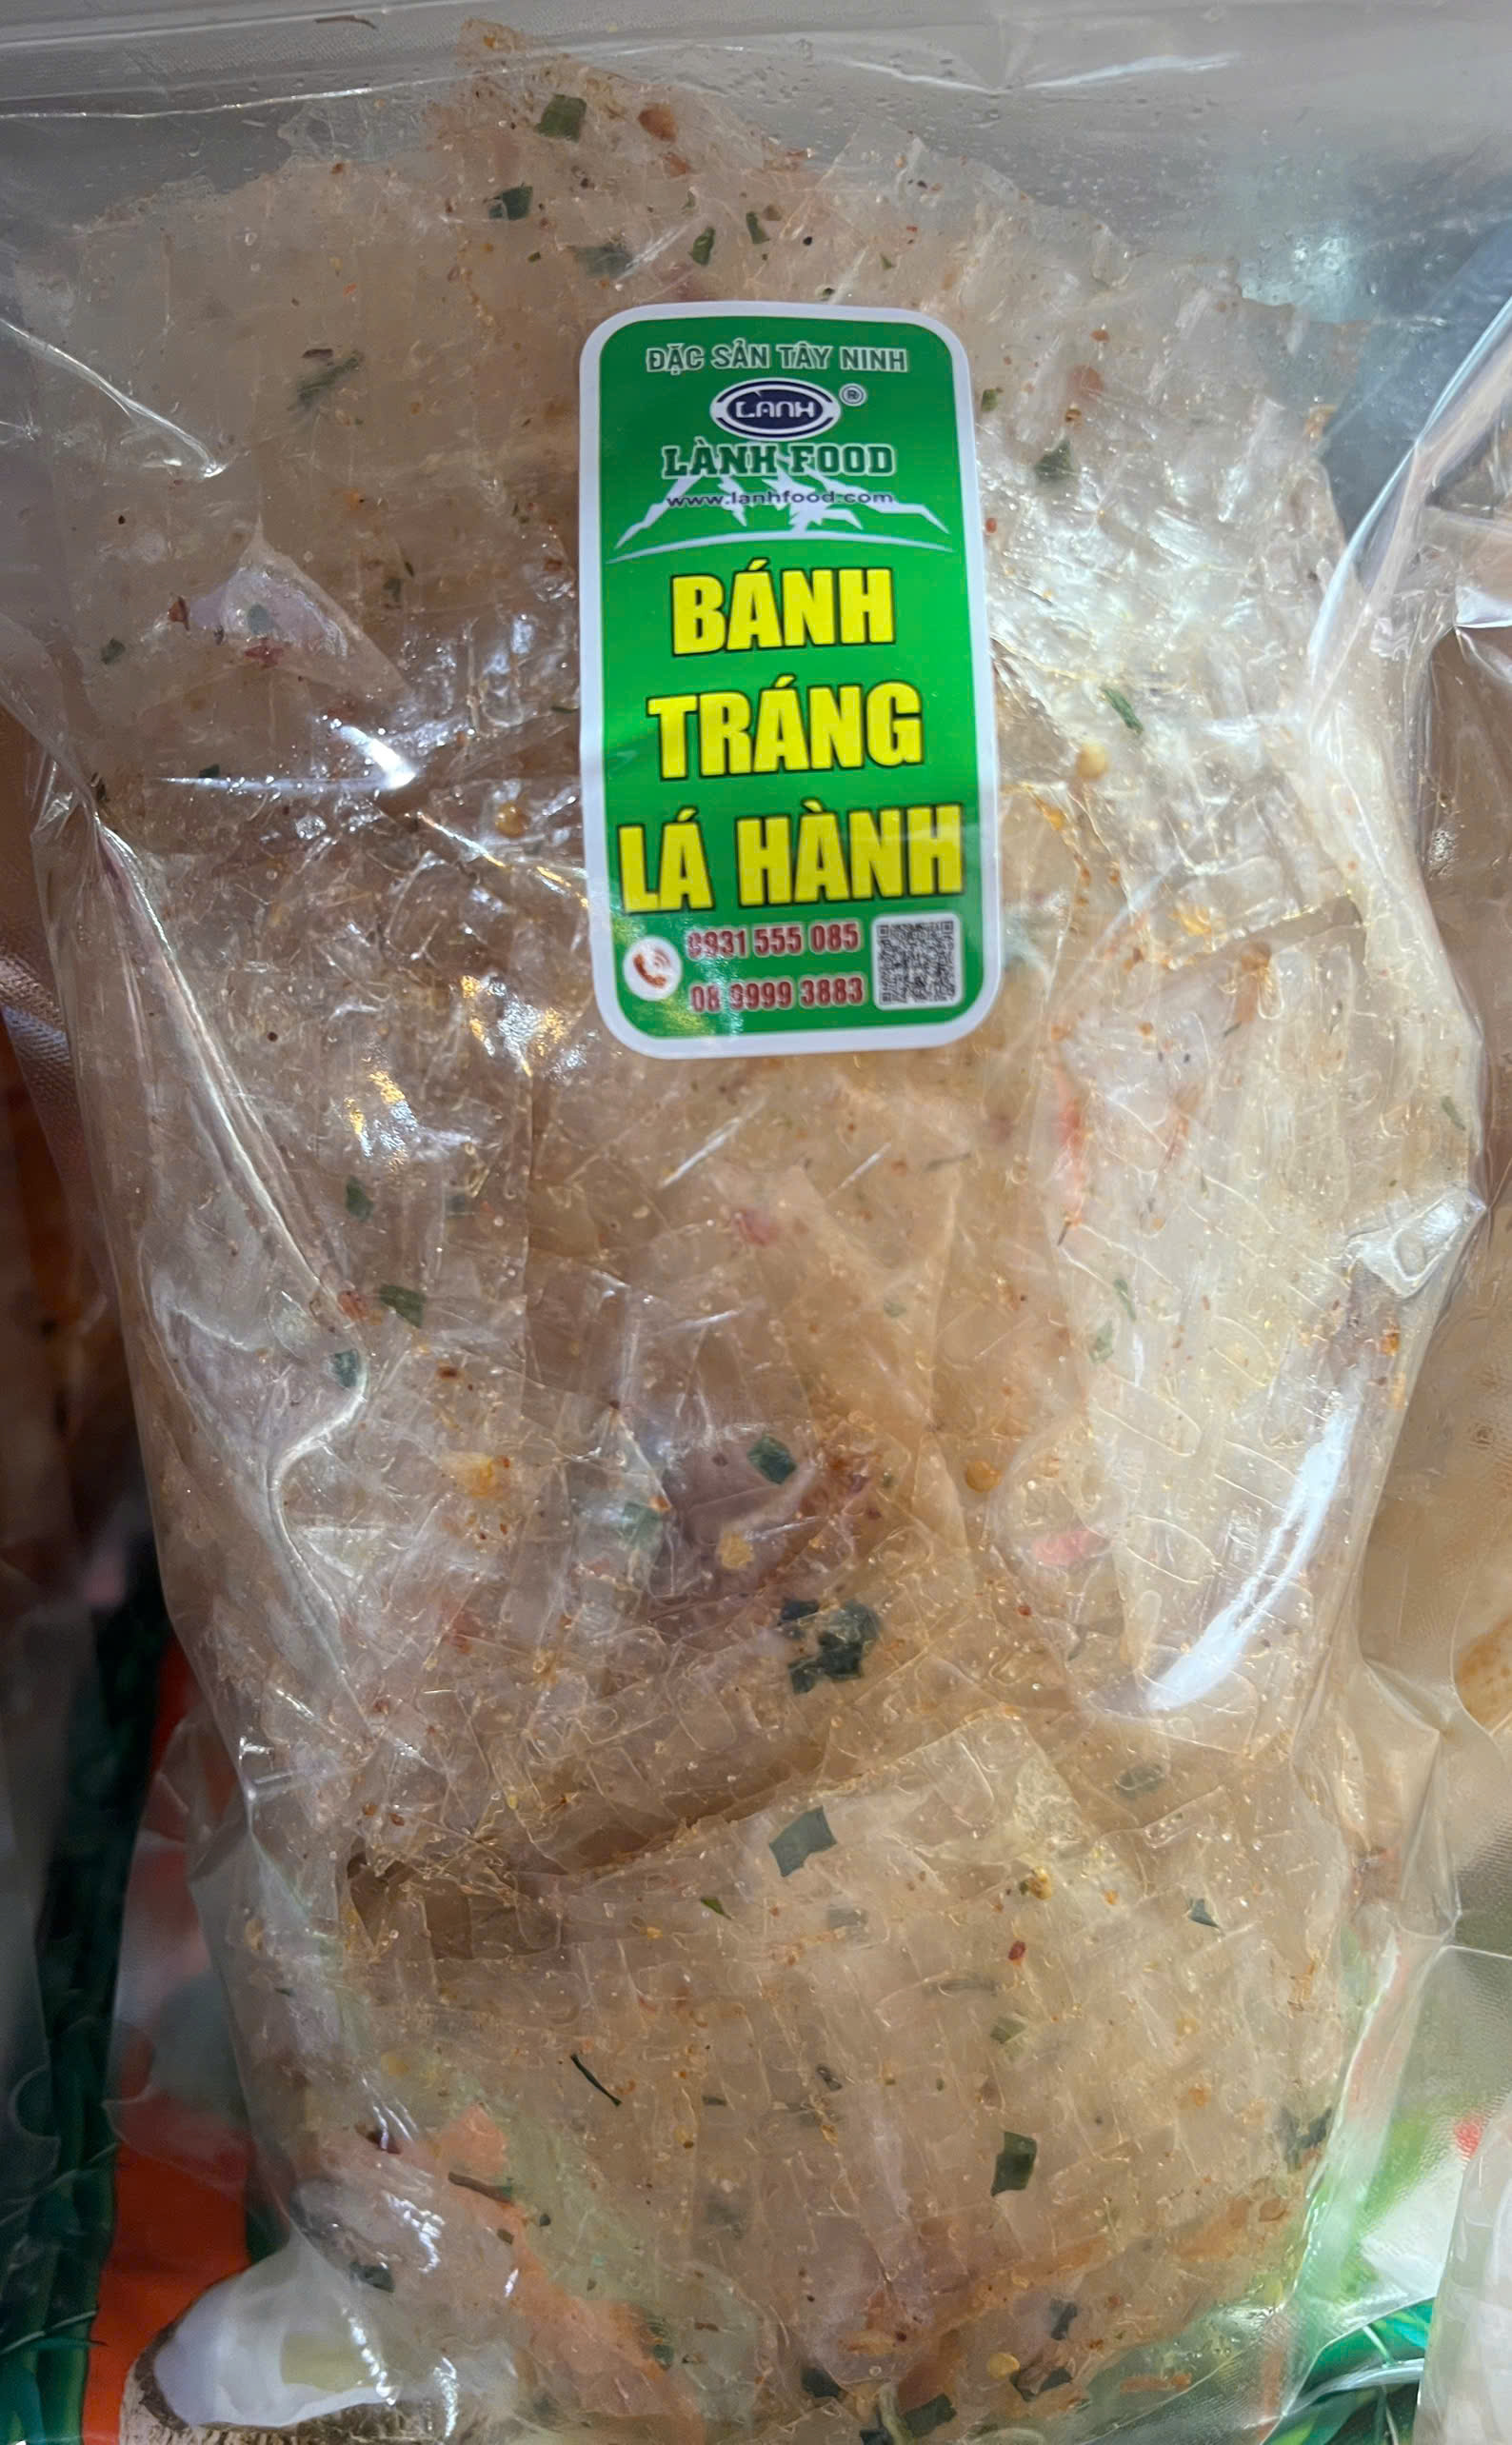 ĐẶC SẢN TÂY NINH
LANH ®
LÀNH FOOD
www.lanhfood.com
BÁNH
TRÁNG
LÁ HÀNH
0931 555 085
08 9999 3883